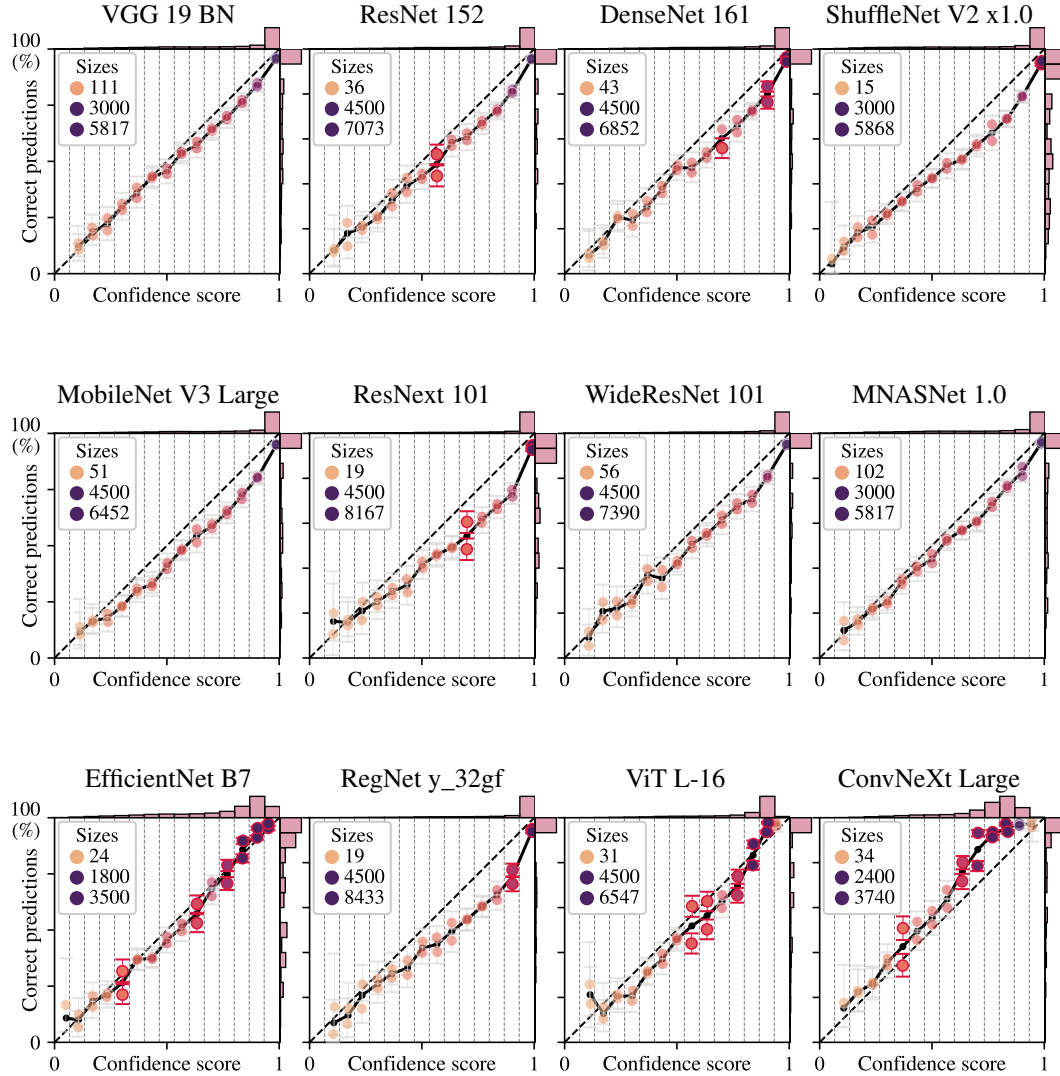 VGG 19 BN
ResNet 152
DenseNet 161
ShuffleNet V2 x1.0
100
(%)
Correct predictions
0
Sizes
111
3000
5817
Sizes
36
4500
7073
Sizes
43
4500
6852
Sizes
15
3000
5868
0 Confidence score 1
0 Confidence score 1
0 Confidence score 1
0 Confidence score 1
MobileNet V3 Large
ResNext 101
WideResNet 101
MNASNet 1.0
100
(%)
Correct predictions
0
Sizes
51
4500
6452
Sizes
19
4500
8167
Sizes
56
4500
7390
Sizes
102
3000
5817
0 Confidence score 1
0 Confidence score 1
0 Confidence score 1
0 Confidence score 1
EfficientNet B7
RegNet y_32gf
ViT L-16
ConvNeXt Large
100
(%)
Correct predictions
0
Sizes
24
1800
3500
Sizes
19
4500
8433
Sizes
31
4500
6547
Sizes
34
2400
3740
0 Confidence score 1
0 Confidence score 1
0 Confidence score 1
0 Confidence score 1